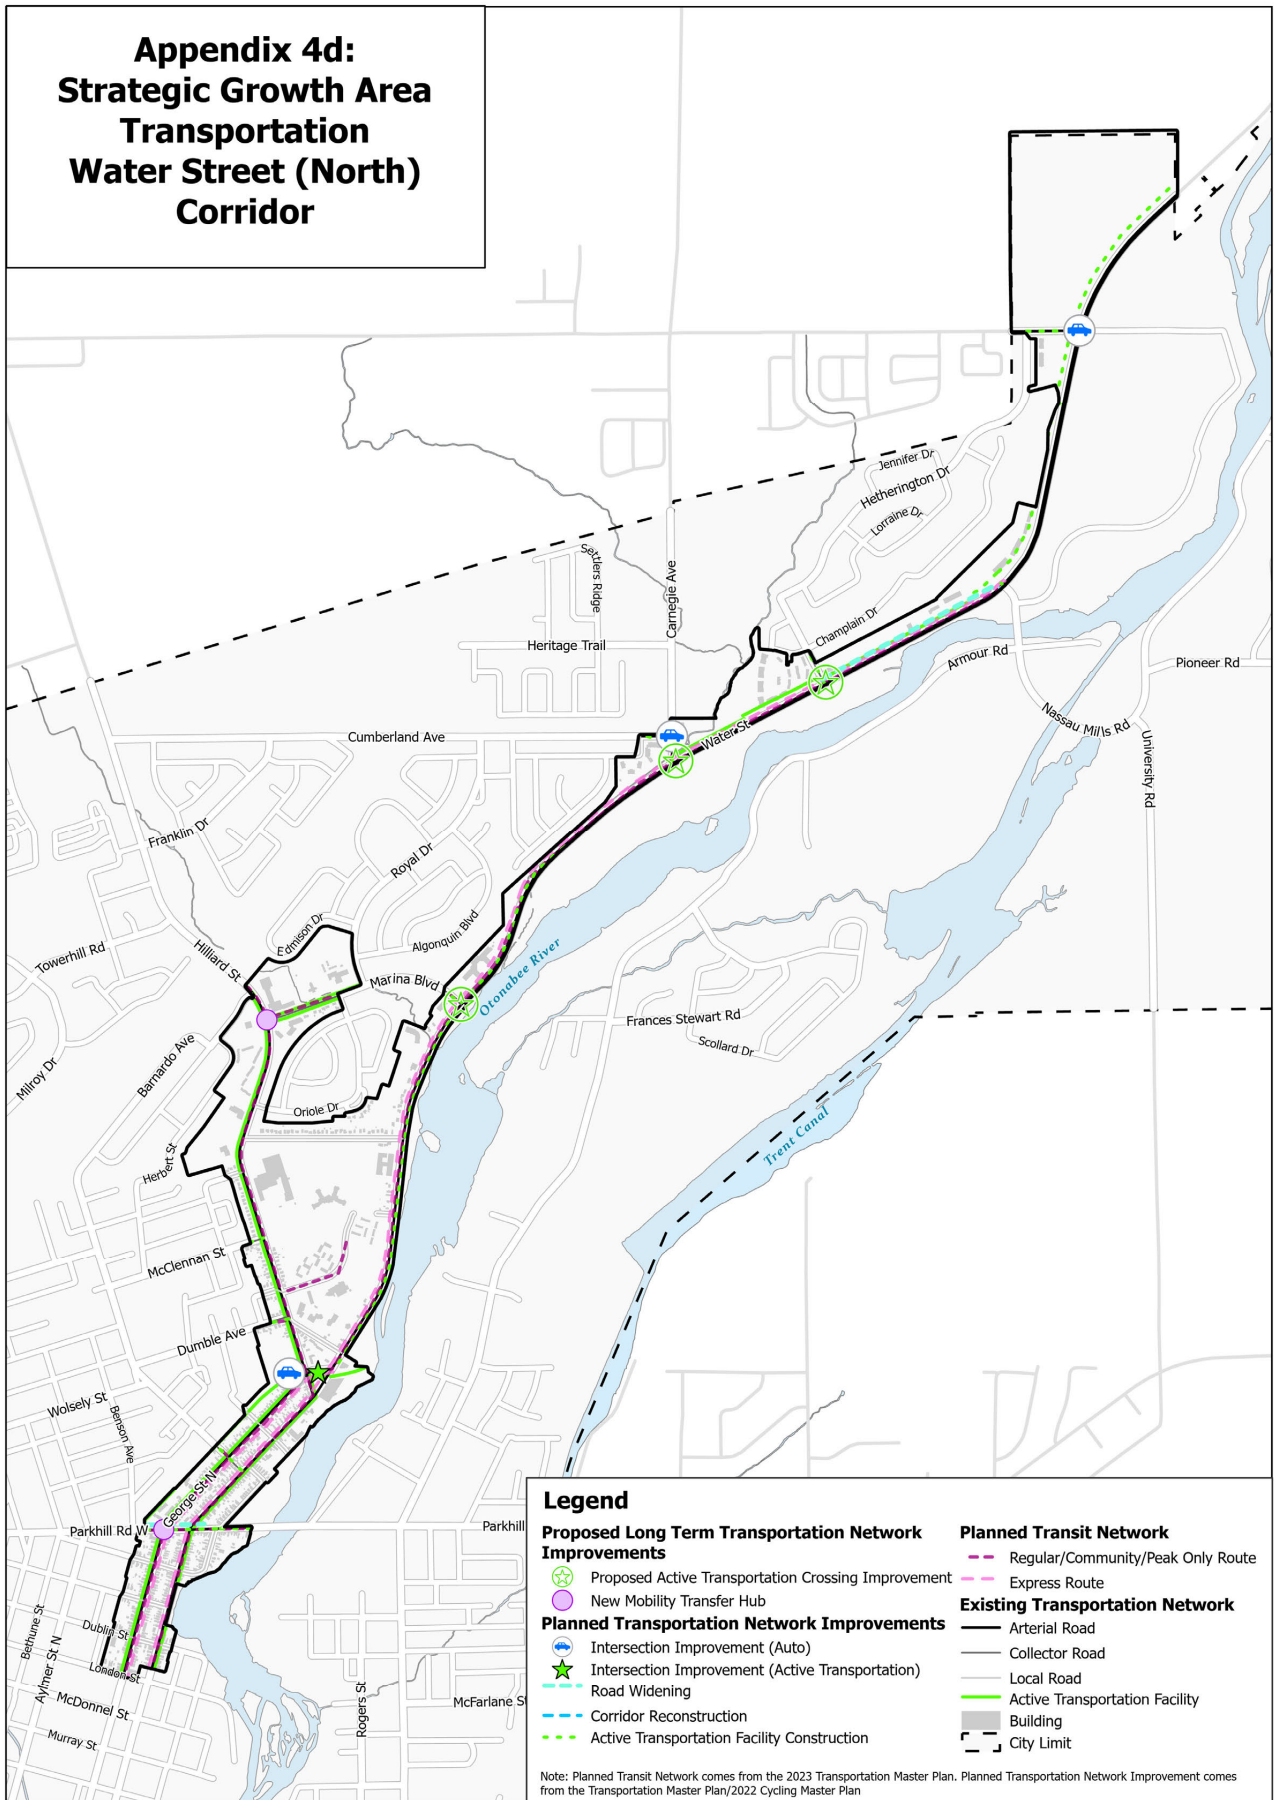 Appendix 4d:
Strategic Growth Area
Transportation
Water Street (North)
Corridor
Jennifer Dr
Hetherington Dr
Lorraine Dr
Settlers Ridge
Carnegie Ave
Champlain Dr
Heritage Trail
Armour Rd
Pioneer Rd
Nassau Mills Rd
Water St
Cumberland Ave
University Rd
Franklin Dr
Royal Dr
Algonquin Blvd
Edmison Dr
Towerhill Rd
Hilliard St
Marina Blvd
Otonabee River
Frances Stewart Rd
Scollard Dr
Barnardo Ave
Milroy Dr
Oriole Dr
Trent Canal
Herbert St
McClennan St
Dumble Ave
Wolsely St
Benson Ave
George St N
Parkhill Rd W
Parkhill
Bethune St
Dublin St
Aylmer St N
London St
McDonnel St
Rogers St
McFarlane St
Murray St
Legend
Proposed Long Term Transportation Network
Improvements
Proposed Active Transportation Crossing Improvement
New Mobility Transfer Hub
Planned Transportation Network Improvements
Intersection Improvement (Auto)
Intersection Improvement (Active Transportation)
Road Widening
Corridor Reconstruction
Active Transportation Facility Construction
Planned Transit Network
Regular/Community/Peak Only Route
Express Route
Existing Transportation Network
Arterial Road
Collector Road
Local Road
Active Transportation Facility
Building
City Limit
Note: Planned Transit Network comes from the 2023 Transportation Master Plan. Planned Transportation Network Improvement comes
from the Transportation Master Plan/2022 Cycling Master Plan